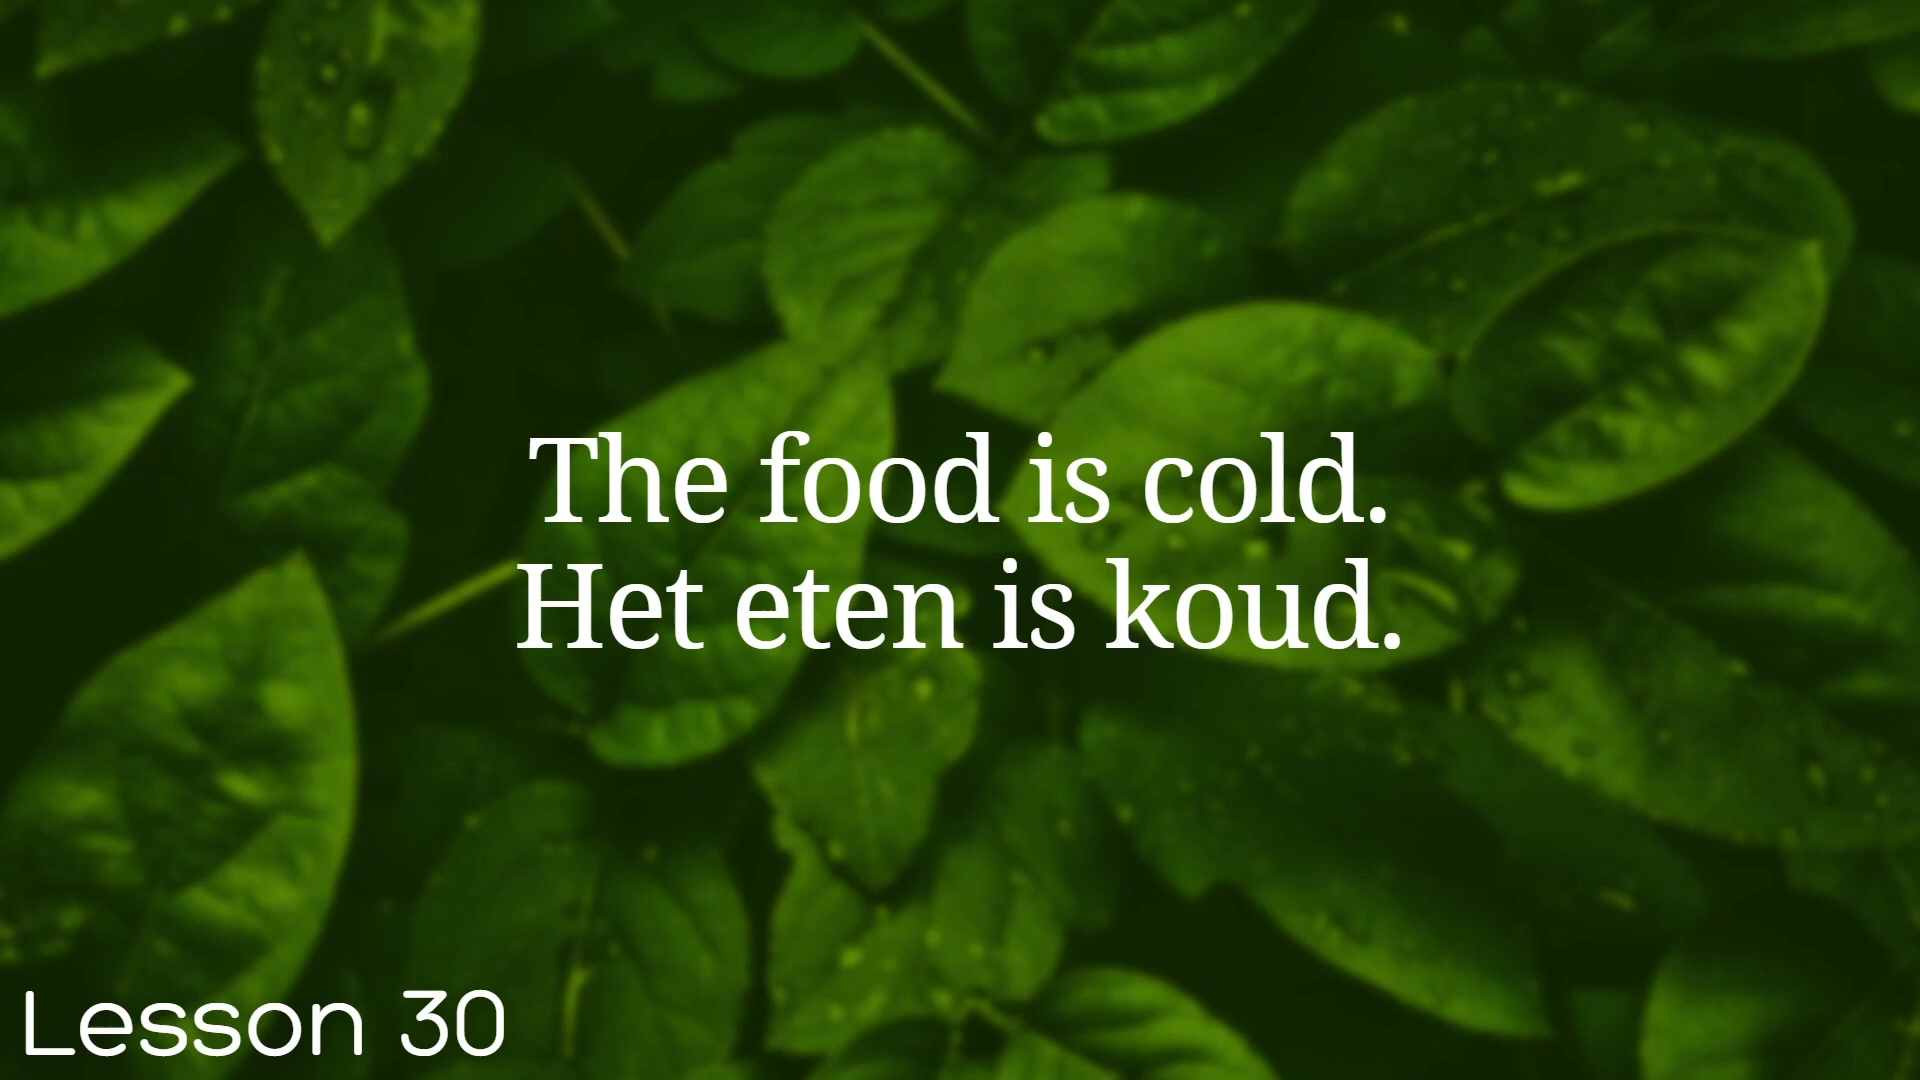 The food is cold.
Het eten is koud.
Lesson 30